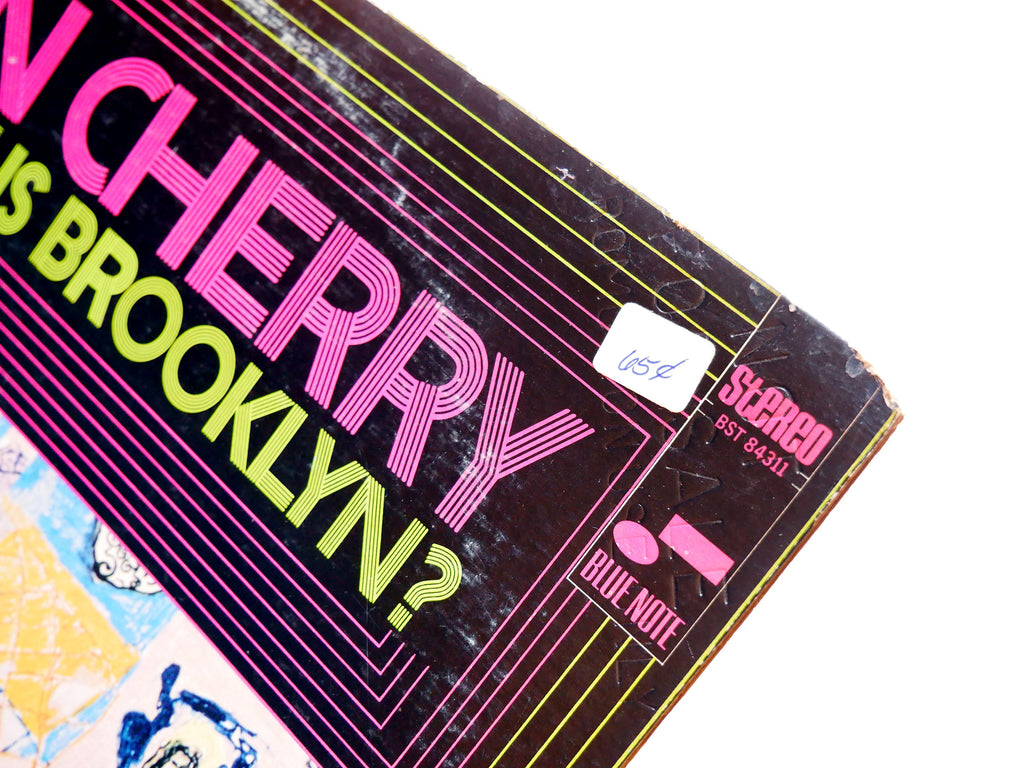 N CHERRY
IS BROOKLYN?
65¢
Stereo
BST 84311
BLUE NOTE